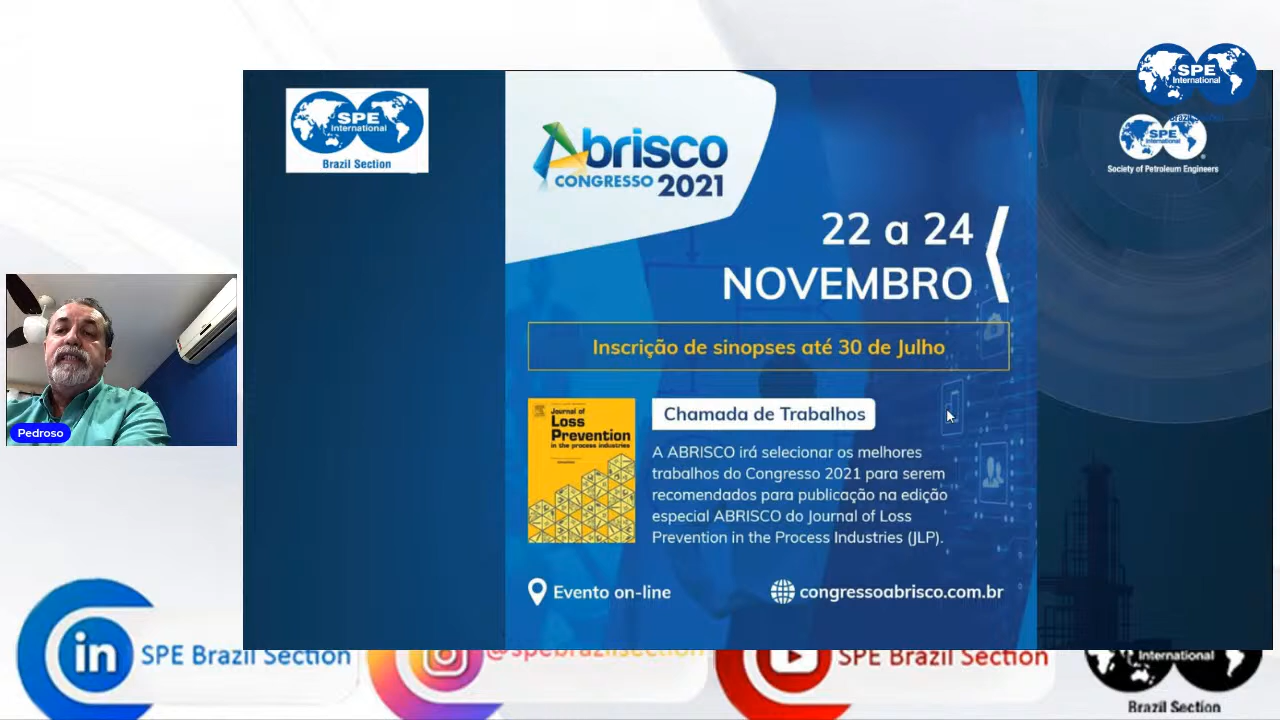 SPE
International
Brazil Section
Abrisco
CONGRESSO 2021
22 a 24
NOVEMBRO
Inscrição de sinopses até 30 de Julho
Journal of
Loss
Prevention
in the process industries
Chamada de Trabalhos
A ABRISCO irá selecionar os melhores
trabalhos do Congresso 2021 para serem
recomendados para publicação na edição
especial ABRISCO do Journal of Loss
Prevention in the Process Industries (JLP).
Evento on-line
congressoabrisco.com.br
SPE
International
SPE
International
Society of Petroleum Engineers
Pedroso
in
SPE Brazil Section
@spebrazilsection
SPE Brazil Section
International
Brazil Section